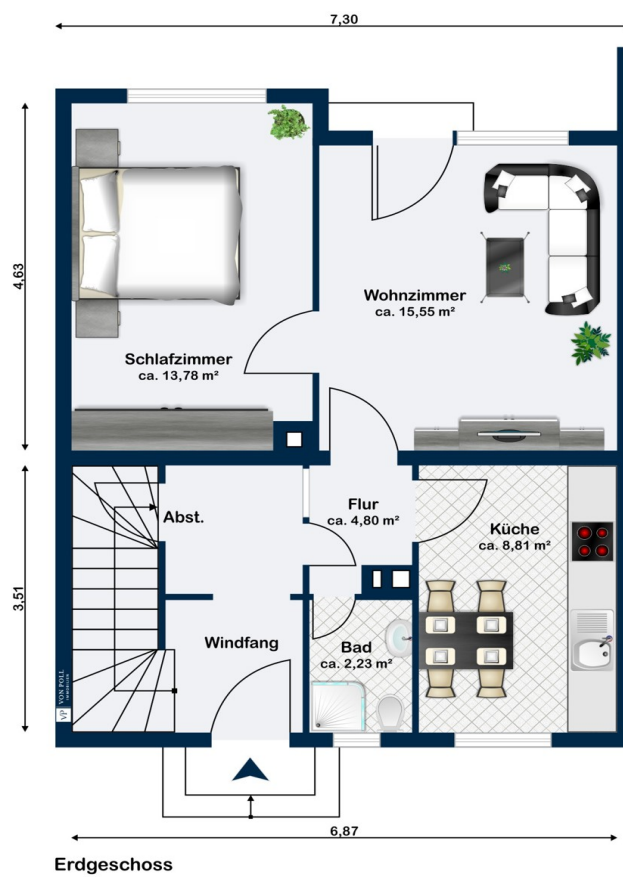 7,30
4,63
Wohnzimmer
ca. 15,55 m²
Schlafzimmer
ca. 13,78 m²
3,51
Abst.
Flur
ca. 4,80 m²
Küche
ca. 8,81 m²
Windfang
Bad
ca. 2,23 m²
VP VON POLL
IMMOBILIEN
6,87
Erdgeschoss